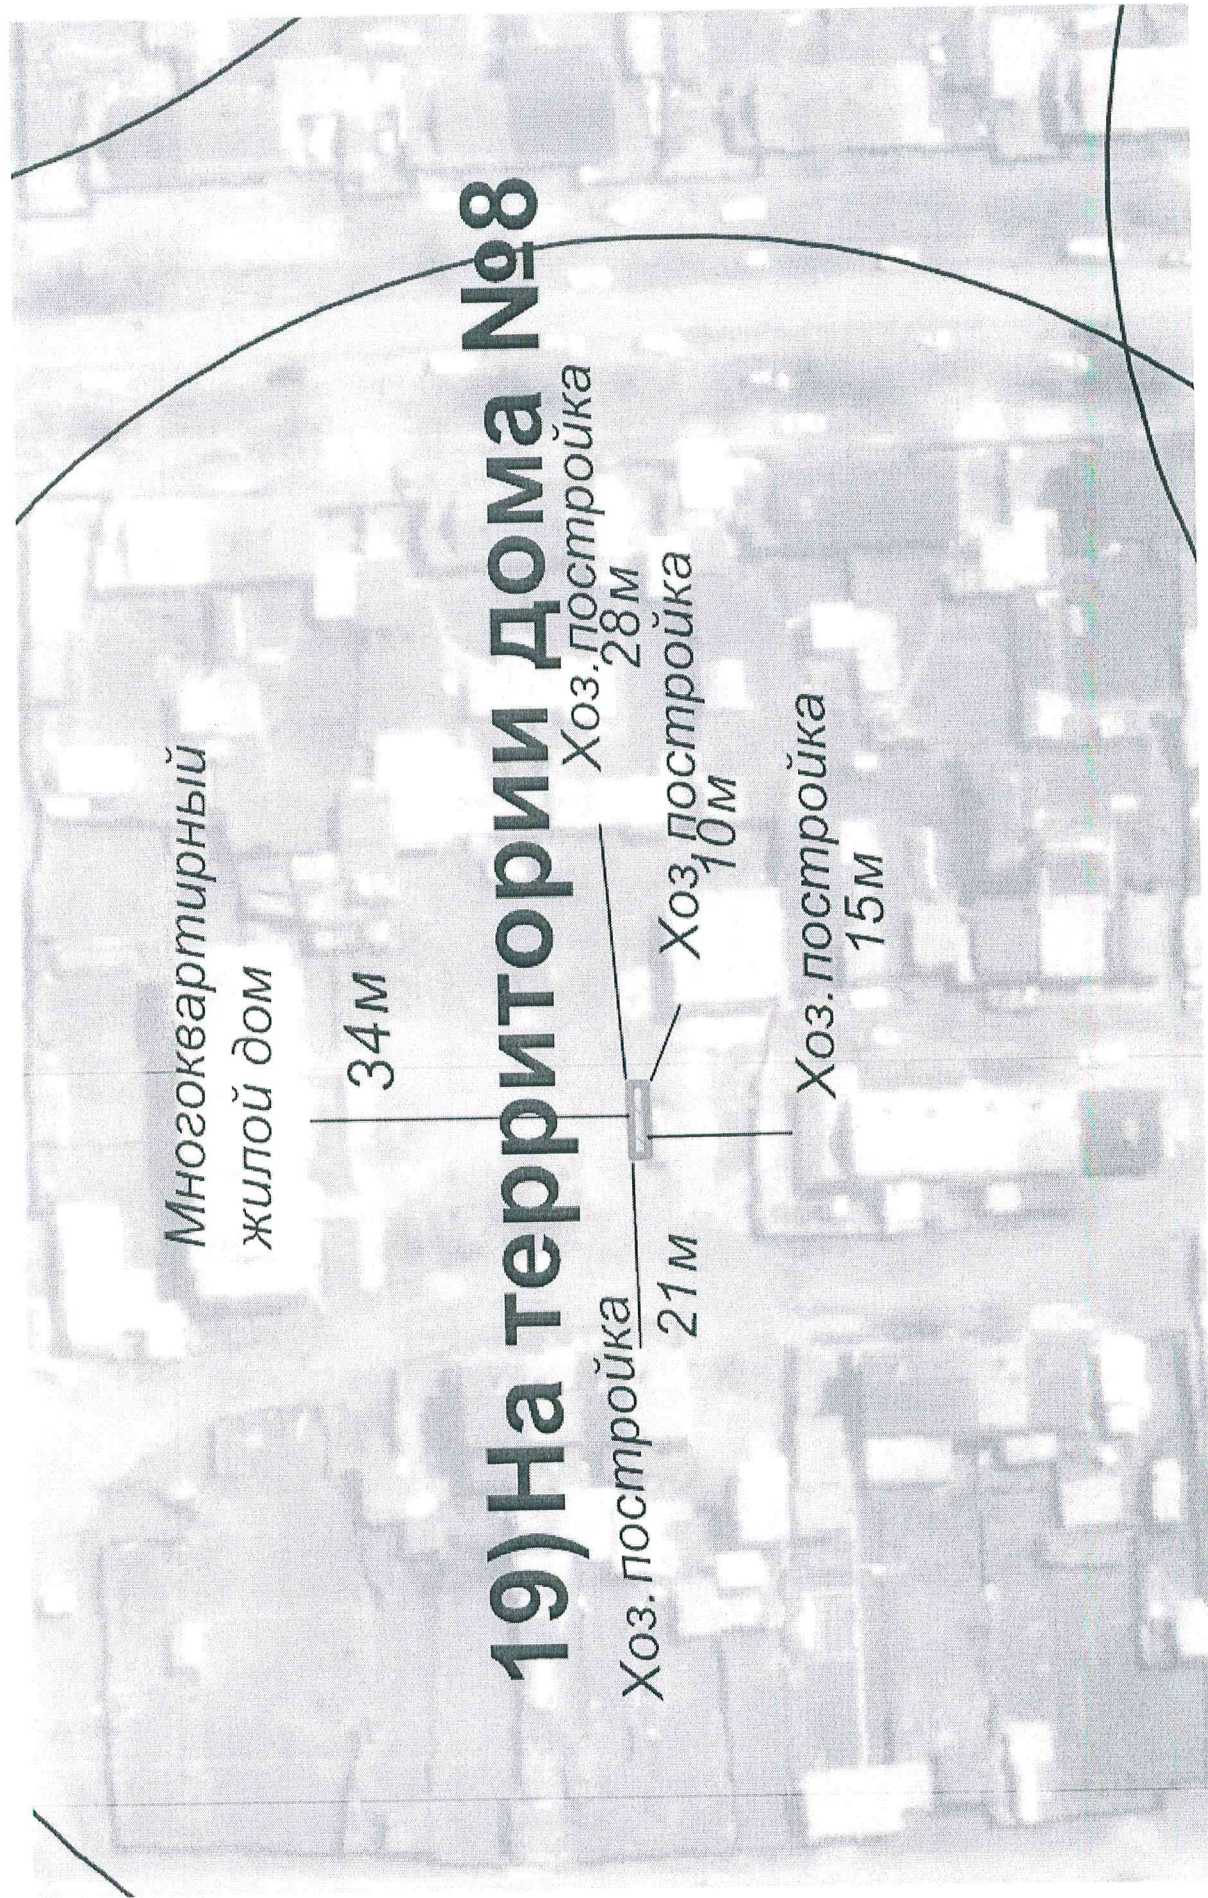 Многоквартирный
жилой дом
34м
19)На территории дома №8
Хоз.постройка
28м
Хоз.постройка
10м
Хоз.постройка
21м
Хоз.постройка
15м